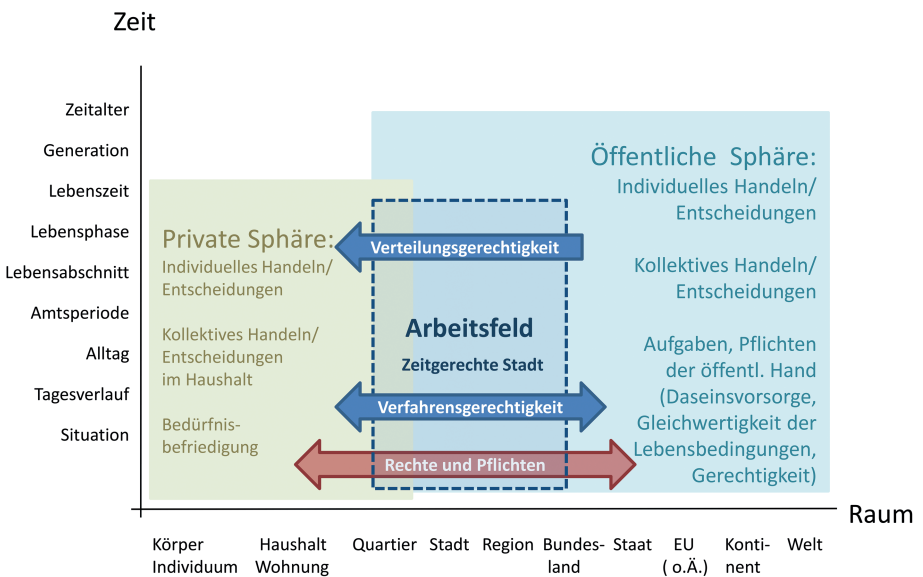 Zeit
Zeitalter
Generation
Lebenszeit
Lebensphase
Lebensabschnitt
Amtsperiode
Alltag
Tagesverlauf
Situation
Private Sphäre:
Individuelles Handeln/
Entscheidungen
Kollektives Handeln/
Entscheidungen
im Haushalt
Bedürfnis-
befriedigung
Verteilungsgerechtigkeit
Arbeitsfeld
Zeitgerechte Stadt
Verfahrensgerechtigkeit
Rechte und Pflichten
Öffentliche Sphäre:
Individuelles Handeln/
Entscheidungen
Kollektives Handeln/
Entscheidungen
Aufgaben, Pflichten
der öffentl. Hand
(Daseinsvorsorge,
Gleichwertigkeit der
Lebensbedingungen,
Gerechtigkeit)
Raum
Körper
Individuum
Haushalt
Wohnung
Quartier
Stadt
Region
Bundes-
land
Staat
EU
( o.Ä.)
Konti-
nent
Welt